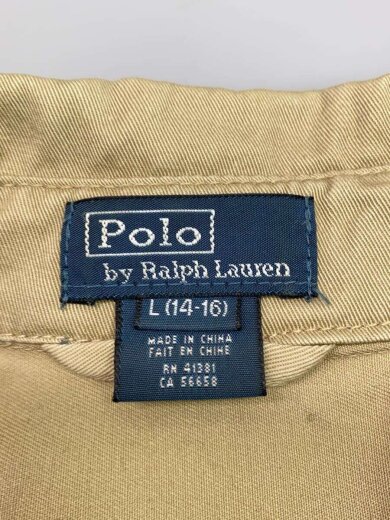 Polo
by Ralph Lauren
L (14-16)
MADE IN CHINA
FAIT EN CHINE
RN 41381
CA 56658